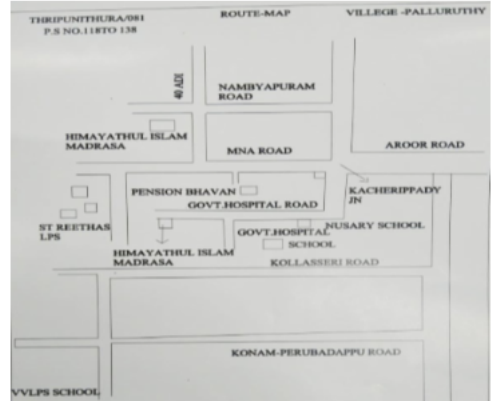 THRIPUNITHURA/081
P.S NO.118TO 138
ROUTE-MAP
VILLEGE -PALLURUTHY
40 ADI
NAMBYAPURAM
ROAD
HIMAYATHUL ISLAM
MADRASA
MNA ROAD
AROOR ROAD
PENSION BHAVAN
KACHERIPPADY
JN
GOVT.HOSPITAL ROAD
ST REETHAS
LPS
NUSARY SCHOOL
GOVT.HOSPITAL
SCHOOL
HIMAYATHUL ISLAM
MADRASA
KOLLASSERI ROAD
KONAM-PERUBADAPPU ROAD
VVLPS SCHOOL